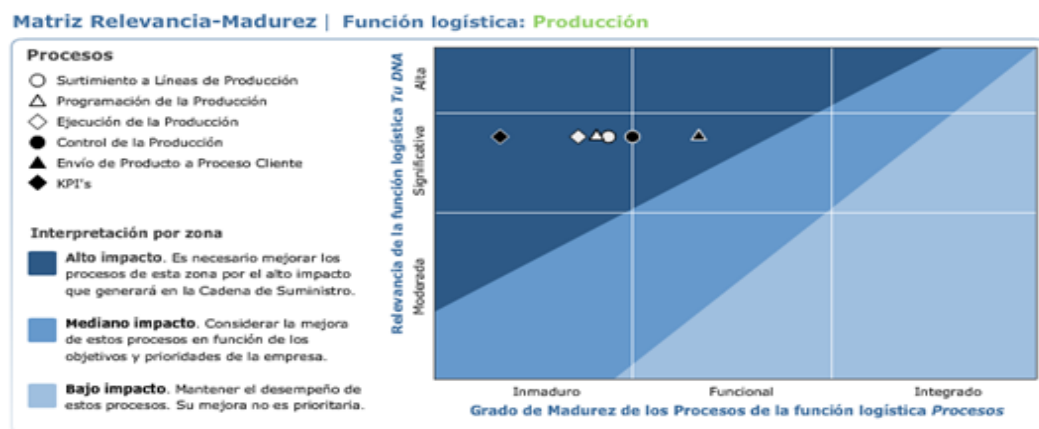 Matriz Relevancia-Madurez | Función logística: Producción
Procesos
Surtimiento a Líneas de Producción
Programación de la Producción
Ejecución de la Producción
Control de la Producción
Envío de Producto a Proceso Cliente
KPI's
Interpretación por zona
Alto impacto. Es necesario mejorar los
procesos de esta zona por el alto impacto
que generará en la Cadena de Suministro.
Mediano impacto. Considerar la mejora
de estos procesos en función de los
objetivos y prioridades de la empresa.
Bajo impacto. Mantener el desempeño de
estos procesos. Su mejora no es prioritaria.
Relevancia de la función logística Tu DNA
Alta
Significativa
Moderada
Inmaduro
Funcional
Integrado
Grado de Madurez de los Procesos de la función logística Procesos